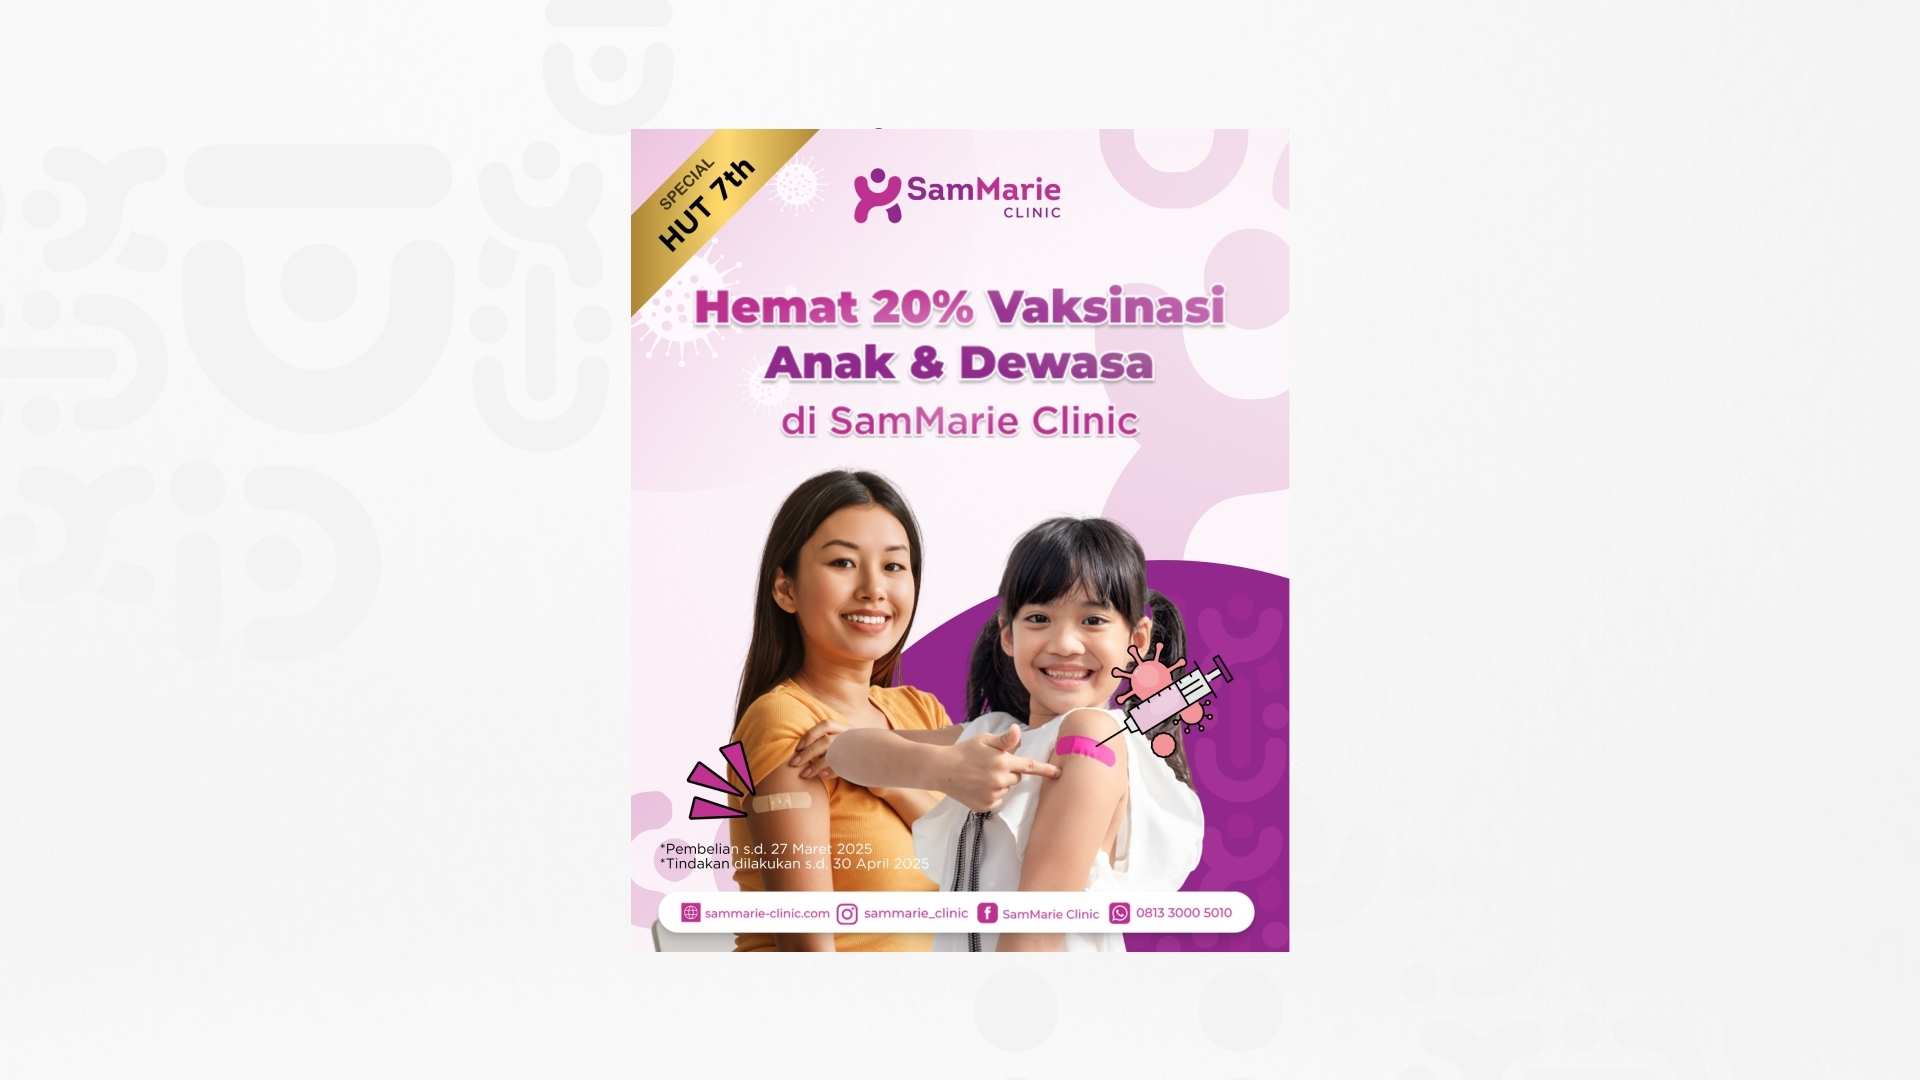 SPECIAL
HUT 7th
SamMarie
CLINIC
Hemat 20% Vaksinasi
Anak & Dewasa
di SamMarie Clinic
*Pembelian s.d. 27 Maret 2025
*Tindakan dilakukan s.d. 30 April 2025
sammarie-clinic.com sammarie_clinic SamMarie Clinic 0813 3000 5010